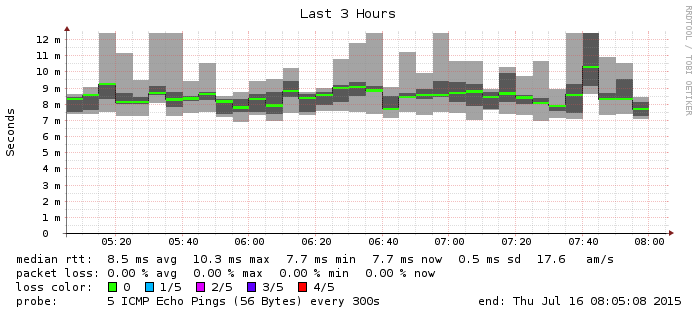 Last 3 Hours
RRDTOOL / TOBI OETIKER
Seconds
12 m
11 m
10 m
9 m
8 m
7 m
6 m
5 m
4 m
3 m
2 m
1 m
0
05:20 05:40 06:00 06:20 06:40 07:00 07:20 07:40 08:00
median rtt: 8.5 ms avg 10.3 ms max 7.7 ms min 7.7 ms now 0.5 ms sd 17.6 am/s
packet loss: 0.00 % avg 0.00 % max 0.00 % min 0.00 % now
loss color: 0 1/5 2/5 3/5 4/5
probe: 5 ICMP Echo Pings (56 Bytes) every 300s end: Thu Jul 16 08:05:08 2015